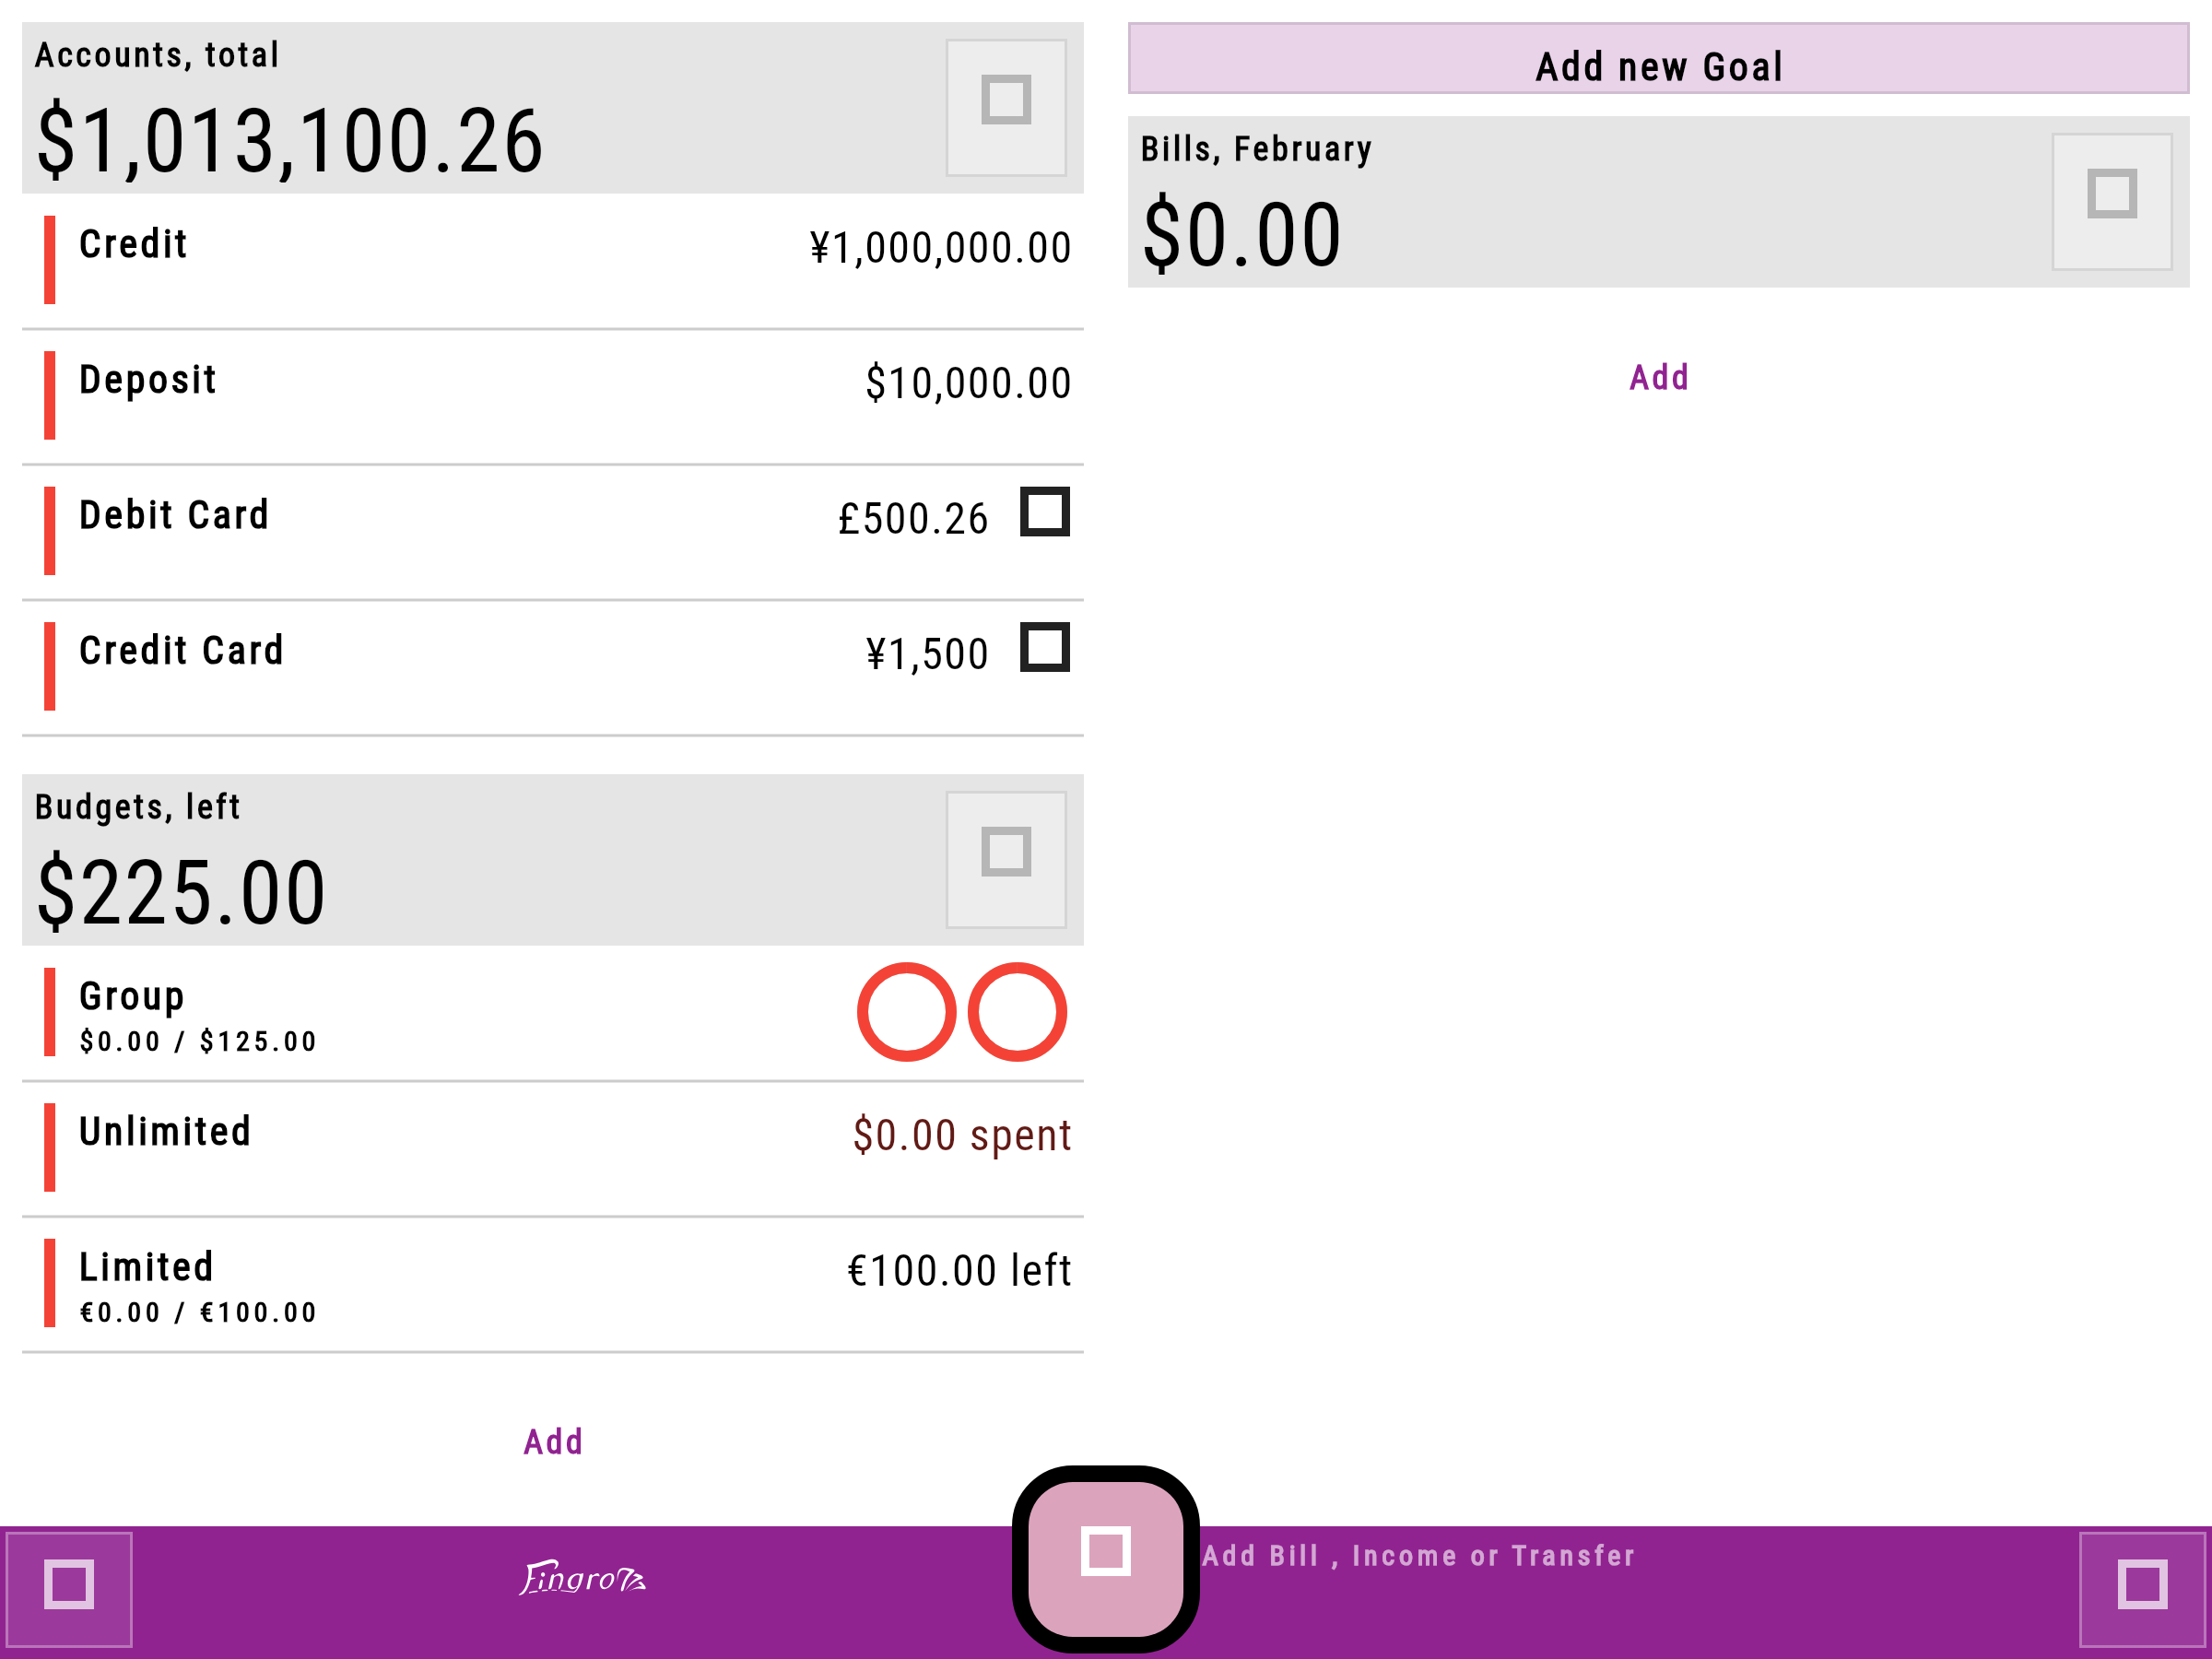 Accounts, total
$1,013,100.26
Credit
¥1,000,000.00
Deposit
$10,000.00
Debit Card
£500.26
Credit Card
¥1,500
Budgets, left
$225.00
Group
$0.00 / $125.00
Unlimited
$0.00 spent
Limited
€0.00 / €100.00
€100.00 left
Add
Add new Goal
Bills, February
$0.00
Add
Fingro
Add Bill , Income or Transfer